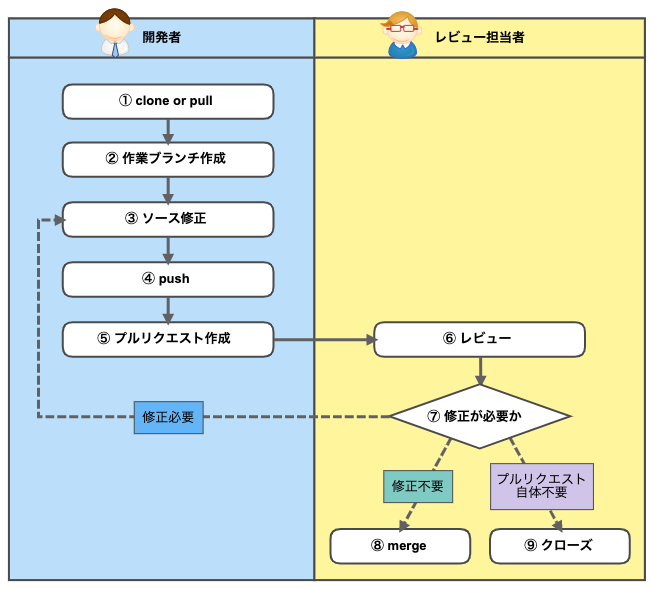 開発者
レビュー担当者
① clone or pull
② 作業ブランチ作成
③ ソース修正
④ push
⑤ プルリクエスト作成
⑥ レビュー
⑦ 修正が必要か
修正必要
修正不要
プルリクエスト
自体不要
⑧ merge
⑨ クローズ